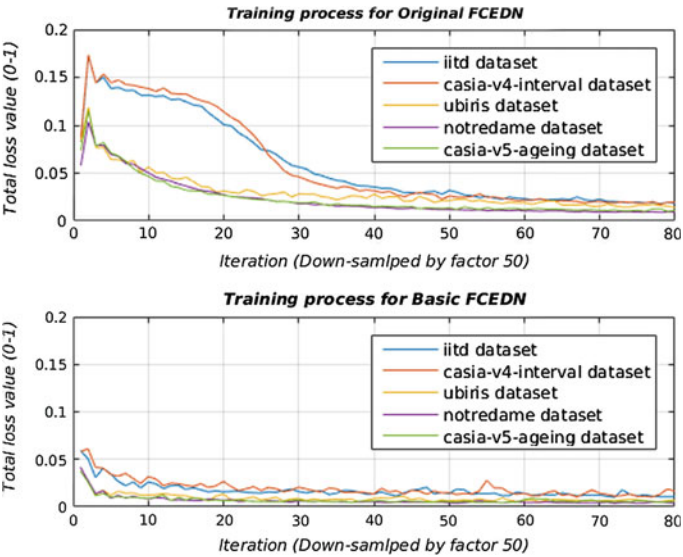 Training process for Original FCEDN
Total loss value (0-1)
0.2
0.15
0.1
0.05
0
iitd dataset
casia-v4-interval dataset
ubiris dataset
notredame dataset
casia-v5-ageing dataset
0 10 20 30 40 50 60 70 80
Iteration (Down-samlped by factor 50)
Training process for Basic FCEDN
Total loss value (0-1)
0.2
0.15
0.1
0.05
0
iitd dataset
casia-v4-interval dataset
ubiris dataset
notredame dataset
casia-v5-ageing dataset
0 10 20 30 40 50 60 70 80
Iteration (Down-samlped by factor 50)